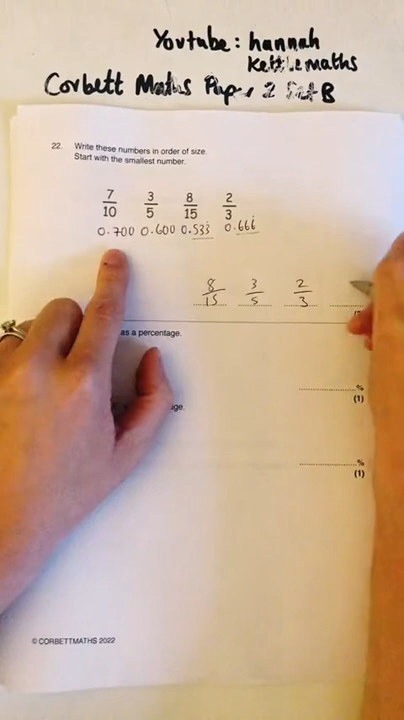 Youtube: hannah
kettlemaths
Corbett Maths Paper 2 Set B
22. Write these numbers in order of size.
Start with the smallest number.
7/10 3/5 8/15 2/3
0.700 0.600 0.533̇ 0.666̇
8/15 3/5 2/3
as a percentage.
%
(1)
age.
%
(1)
© CORBETTMATHS 2022